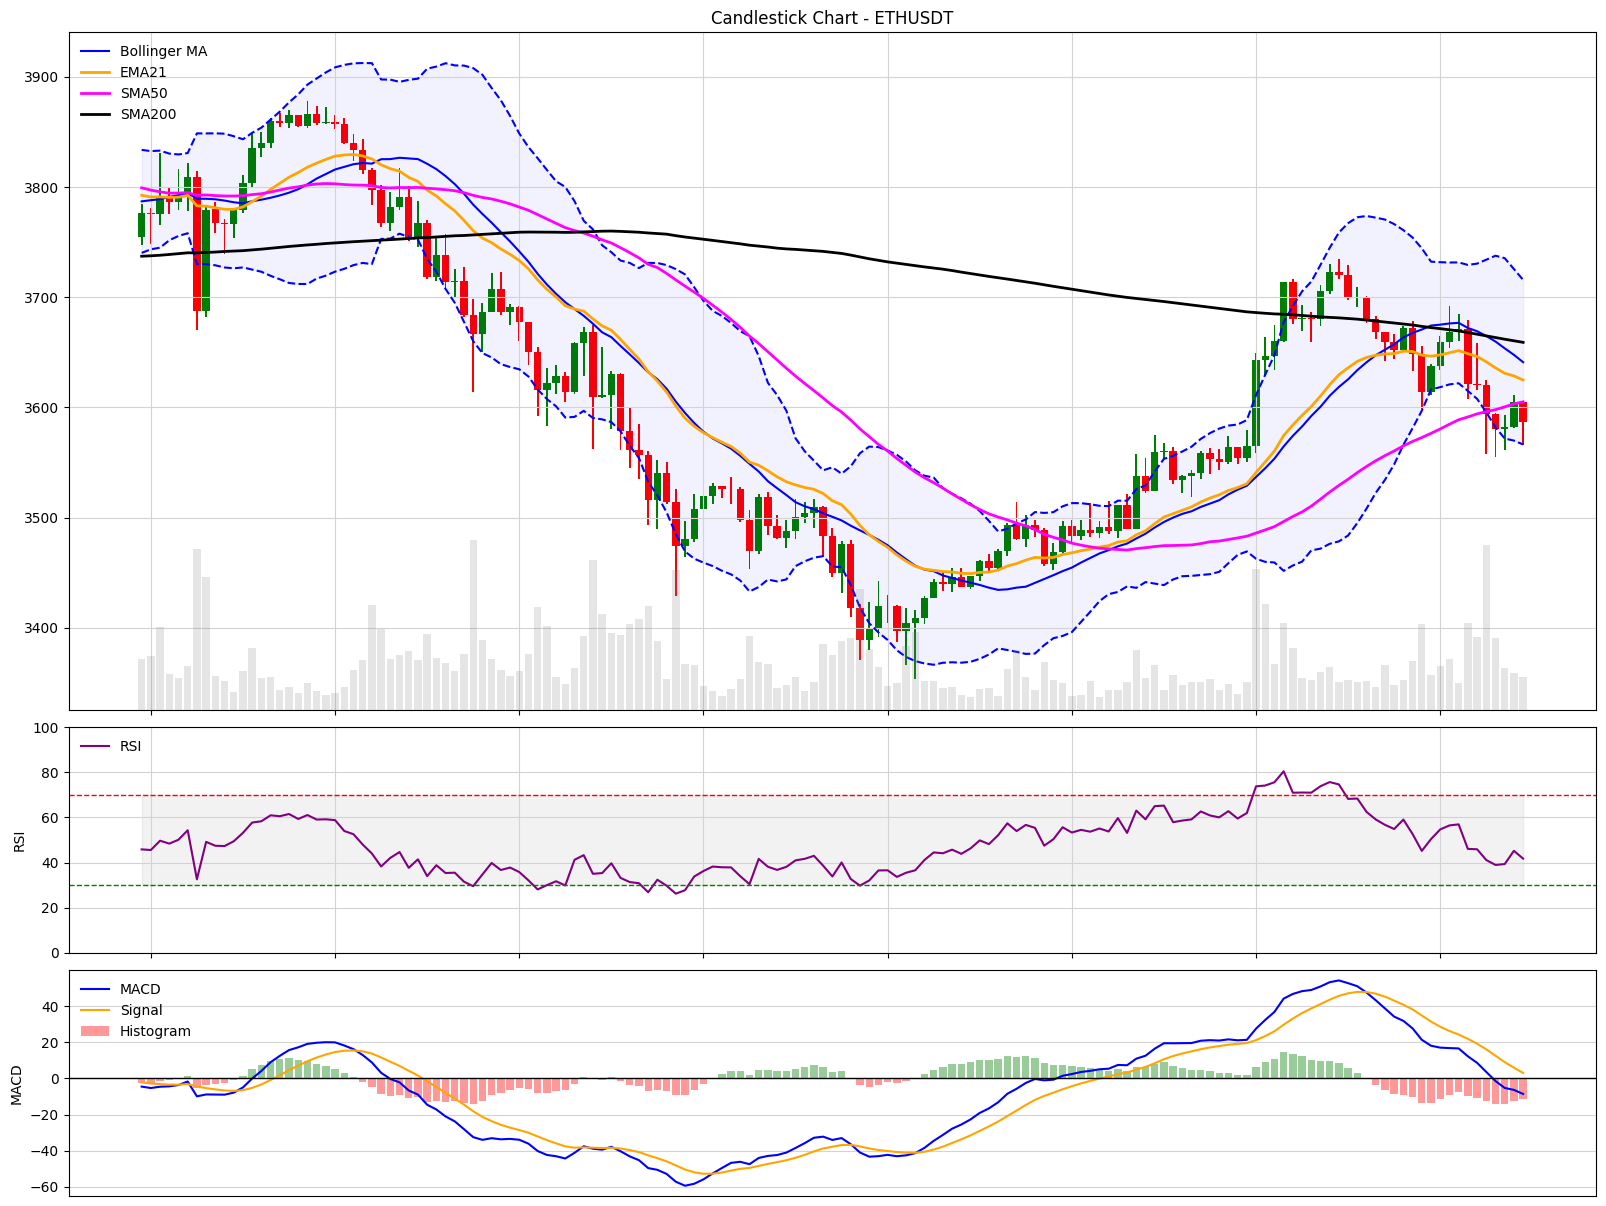 Candlestick Chart - ETHUSDT
Bollinger MA
EMA21
SMA50
SMA200
3900
3800
3700
3600
3500
3400
RSI
100
80
60
40
20
0
RSI
MACD
Signal
Histogram
40
20
0
−20
−40
−60
MACD